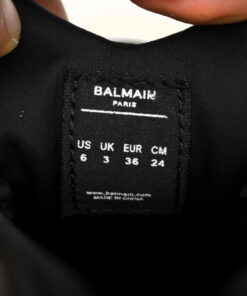 BALMAIN
PARIS
US UK EUR CM
6 3 36 24
www.balmain.com
MADE IN CHINA